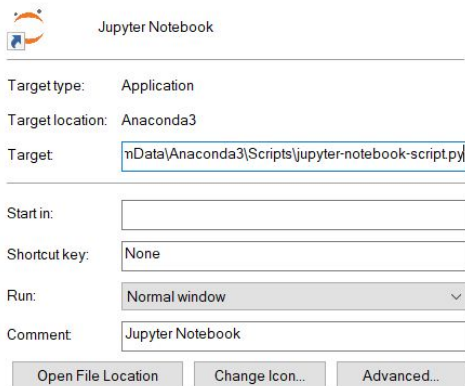 Jupyter Notebook
Target type: Application
Target location: Anaconda3
Target: nData\Anaconda3\Scripts\jupyter-notebook-script.py
Start in:
Shortcut key: None
Run: Normal window
Comment: Jupyter Notebook
Open File Location Change Icon... Advanced...